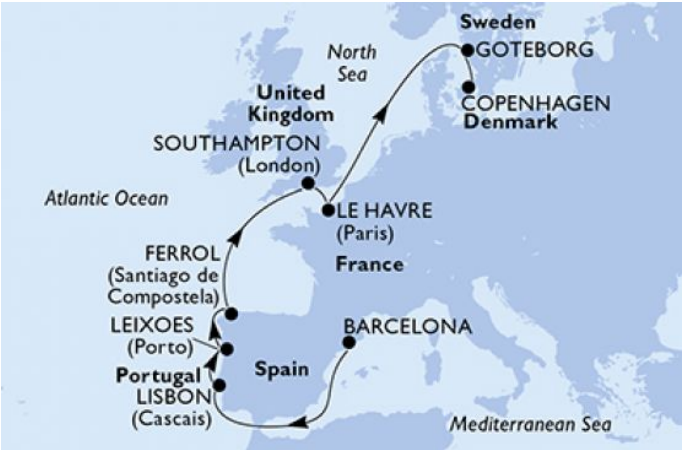 Sweden
North
Sea
GOTEBORG
United
Kingdom
COPENHAGEN
Denmark
SOUTHAMPTON
(London)
Atlantic Ocean
LE HAVRE
(Paris)
FERROL
(Santiago de
Compostela)
France
LEIXOES
(Porto)
BARCELONA
Portugal
Spain
LISBON
(Cascais)
Mediterranean Sea